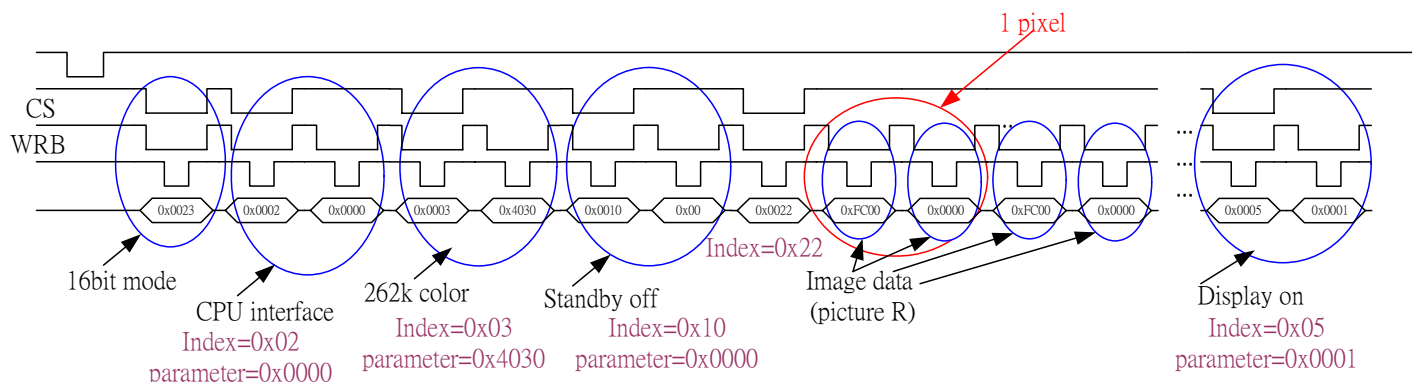 1 pixel
CS
WRB
...
...
...
...
0x0023 0x0002 0x0000 0x0003 0x4030 0x0010 0x00 0x0022 0xFC00 0x0000 0xFC00 0x0000 0x0005 0x0001
Index=0x22
16bit mode
CPU interface
Index=0x02
parameter=0x0000
262k color
Index=0x03
parameter=0x4030
Standby off
Index=0x10
parameter=0x0000
Image data
(picture R)
Display on
Index=0x05
parameter=0x0001